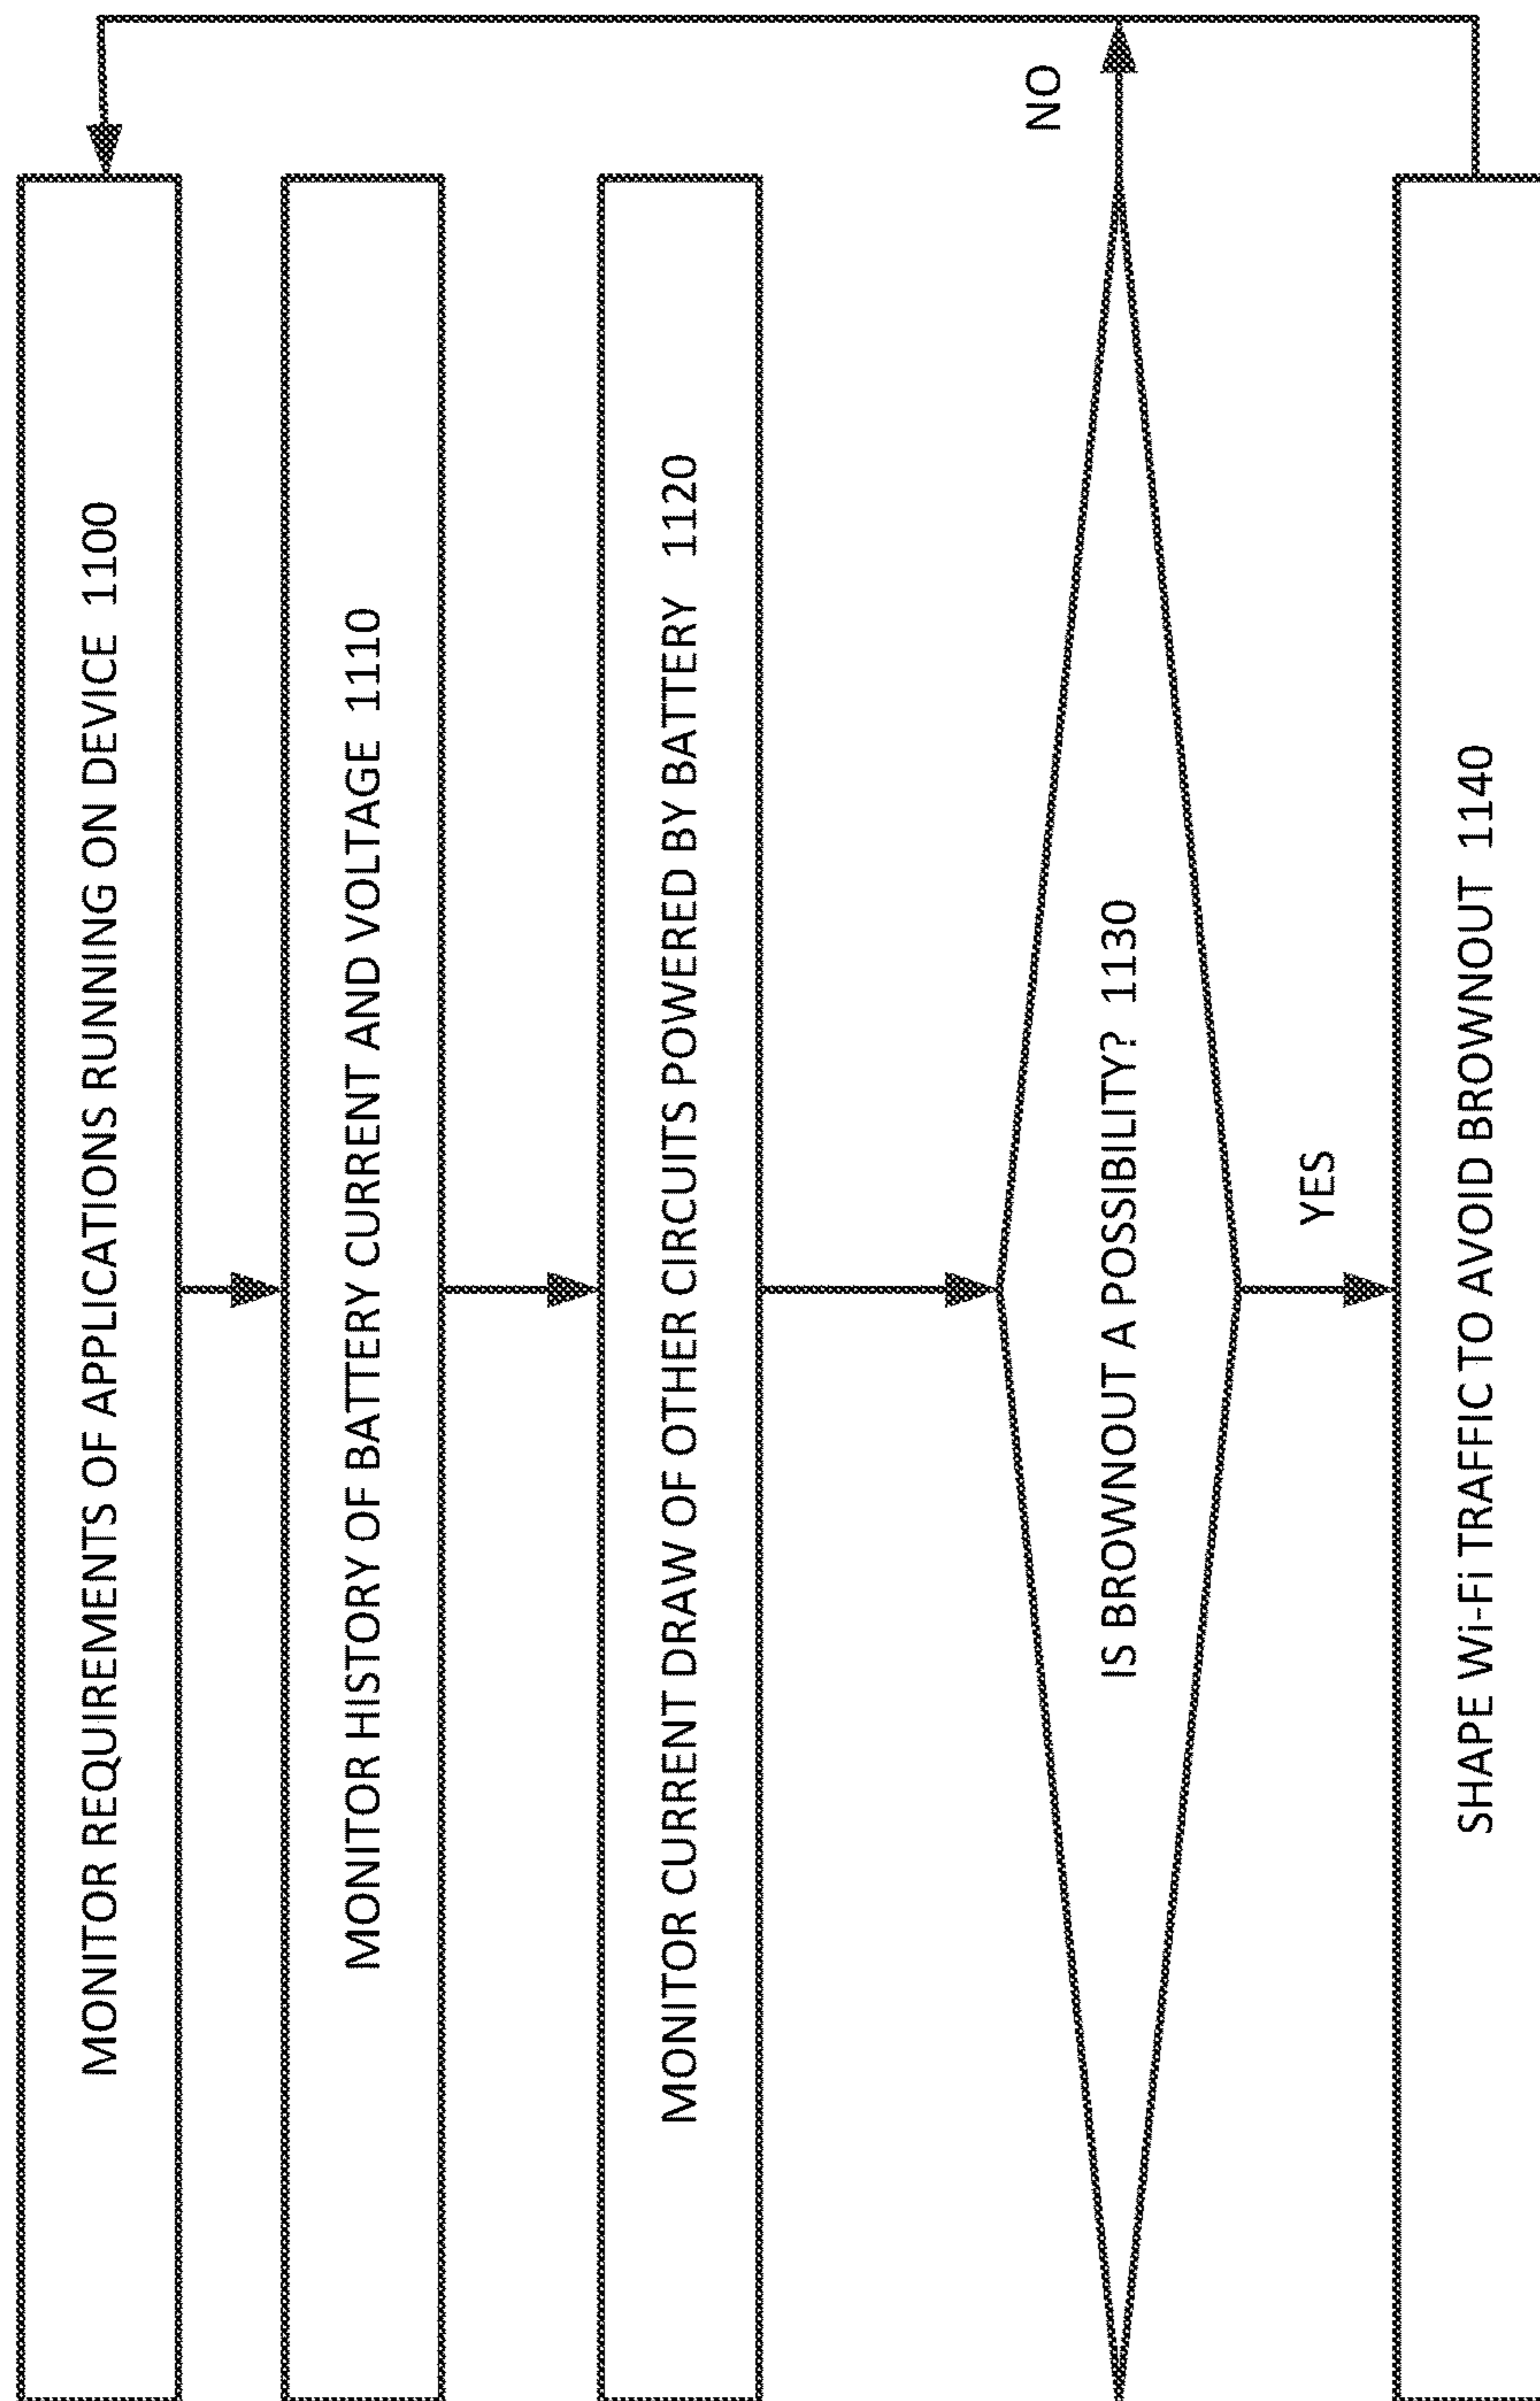 MONITOR REQUIREMENTS OF APPLICATIONS RUNNING ON DEVICE 1100
MONITOR HISTORY OF BATTERY CURRENT AND VOLTAGE 1110
MONITOR CURRENT DRAW OF OTHER CIRCUITS POWERED BY BATTERY 1120
NO
IS BROWNOUT A POSSIBILITY? 1130
YES
SHAPE Wi-Fi TRAFFIC TO AVOID BROWNOUT 1140